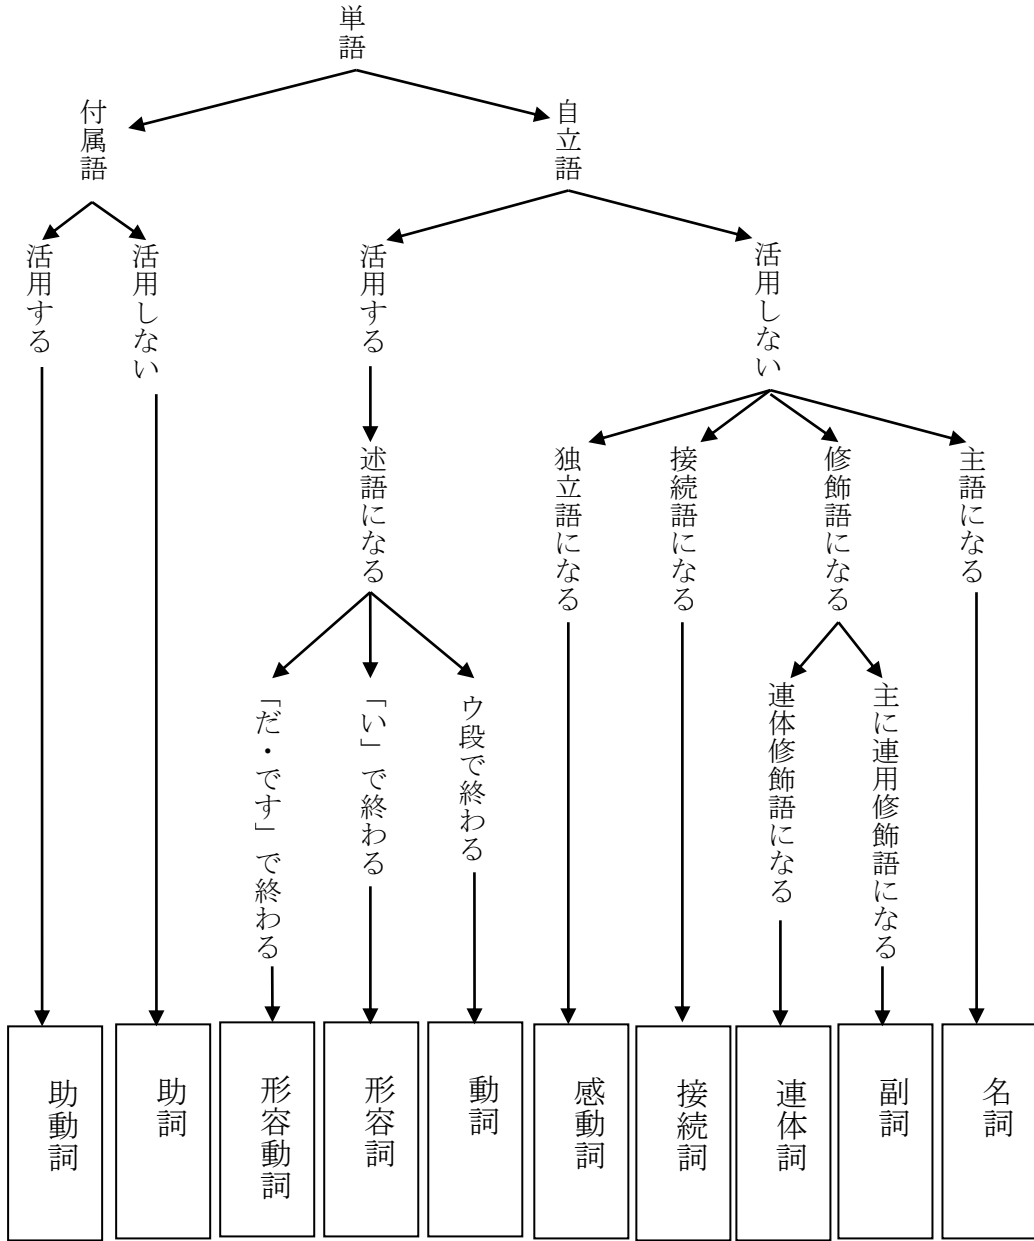 単語
自立語
付属語
活用しない
活用する
活用しない
活用する
主語になる
修飾語になる
接続語になる
独立語になる
述語になる
主に連用修飾語になる
連体修飾語になる
ウ段で終わる
「い」で終わる
「だ・です」で終わる
名詞
副詞
連体詞
接続詞
感動詞
動詞
形容詞
形容動詞
助詞
助動詞